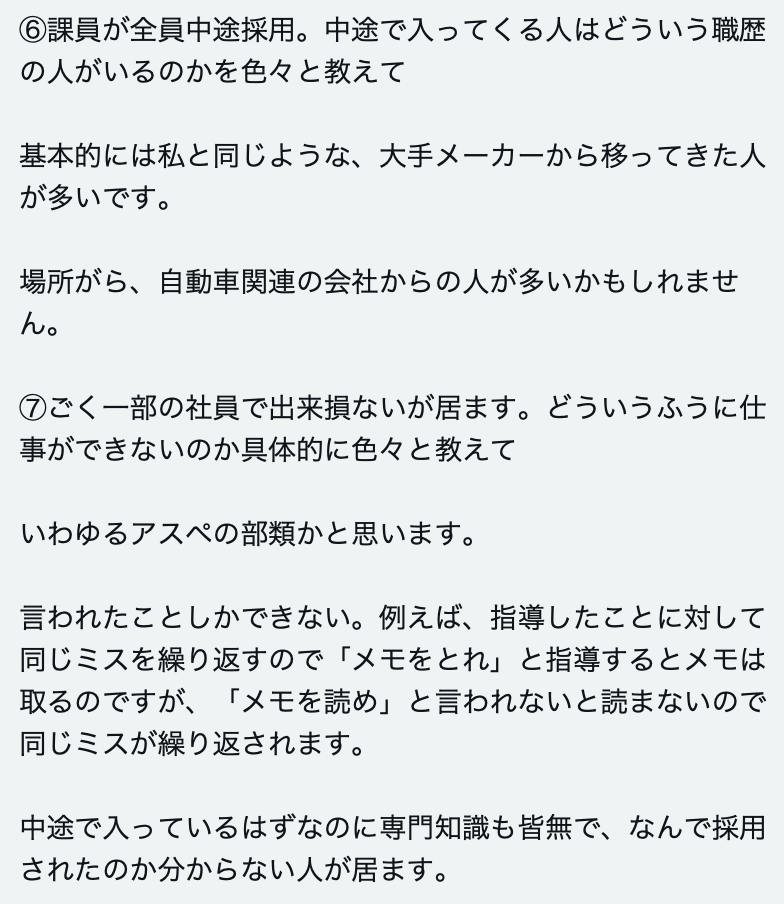 ⑥課員が全員中途採用。中途で入ってくる人はどういう職歴
の人がいるのかを色々と教えて
基本的には私と同じような、大手メーカーから移ってきた人
が多いです。
場所がら、自動車関連の会社からの人が多いかもしれませ
ん。
⑦ごく一部の社員で出来損ないが居ます。どういうふうに仕
事ができないのか具体的に色々と教えて
いわゆるアスペの部類かと思います。
言われたことしかできない。例えば、指導したことに対して
同じミスを繰り返すので「メモをとれ」と指導するとメモは
取るのですが、「メモを読め」と言われないと読まないので
同じミスが繰り返されます。
中途で入っているはずなのに専門知識も皆無で、なんで採用
されたのか分からない人が居ます。